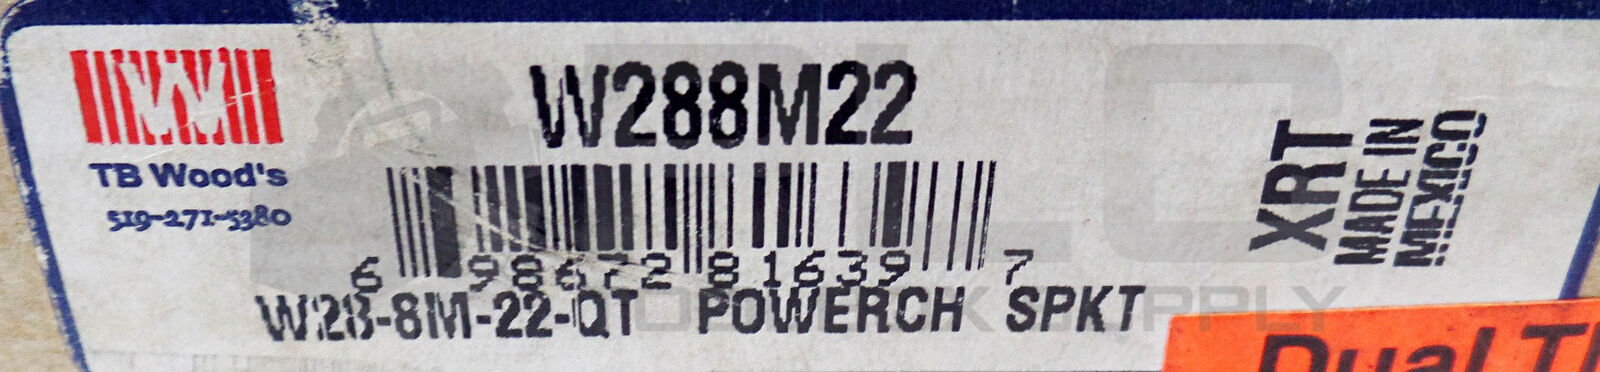 W288M22
TB Wood's
519-271-5380
6 98672 81639 7
W28-8M-22-QT POWERCH SPKT
XRT
MADE IN
MEXICO
Dual